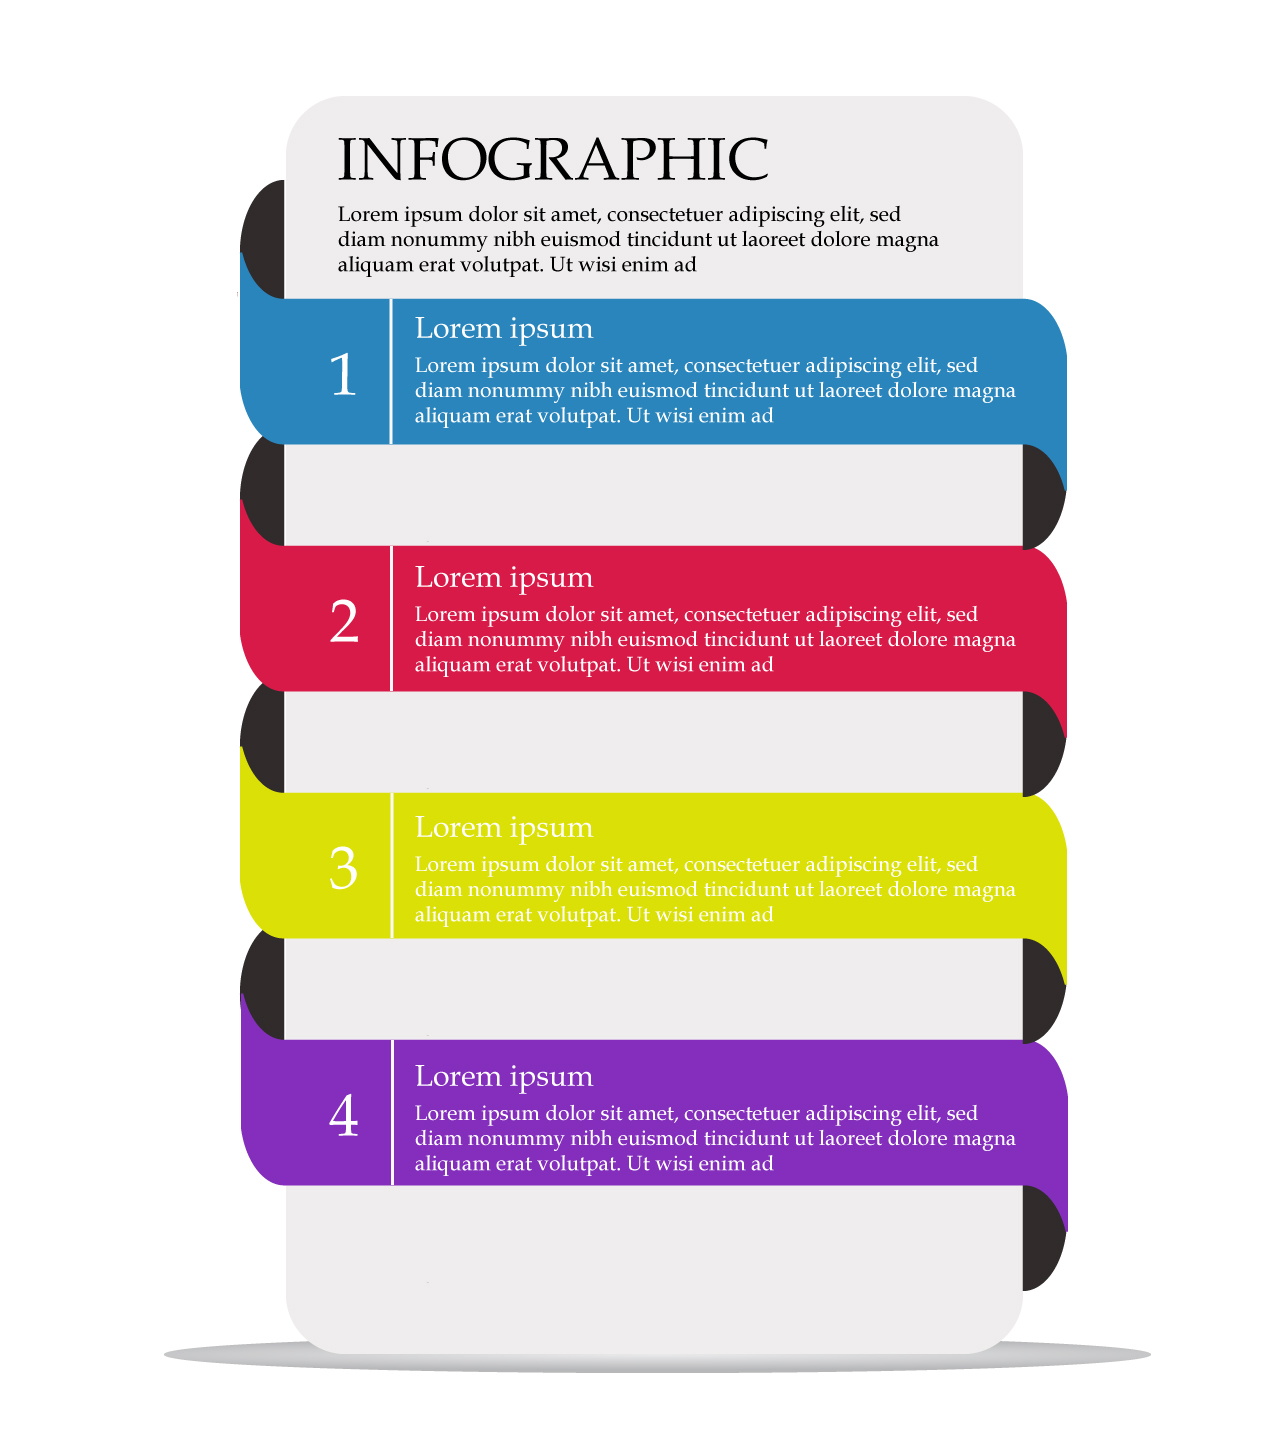 INFOGRAPHIC
Lorem ipsum dolor sit amet, consectetuer adipiscing elit, sed
diam nonummy nibh euismod tincidunt ut laoreet dolore magna
aliquam erat volutpat. Ut wisi enim ad
1
Lorem ipsum
Lorem ipsum dolor sit amet, consectetuer adipiscing elit, sed
diam nonummy nibh euismod tincidunt ut laoreet dolore magna
aliquam erat volutpat. Ut wisi enim ad
2
Lorem ipsum
Lorem ipsum dolor sit amet, consectetuer adipiscing elit, sed
diam nonummy nibh euismod tincidunt ut laoreet dolore magna
aliquam erat volutpat. Ut wisi enim ad
3
Lorem ipsum
Lorem ipsum dolor sit amet, consectetuer adipiscing elit, sed
diam nonummy nibh euismod tincidunt ut laoreet dolore magna
aliquam erat volutpat. Ut wisi enim ad
4
Lorem ipsum
Lorem ipsum dolor sit amet, consectetuer adipiscing elit, sed
diam nonummy nibh euismod tincidunt ut laoreet dolore magna
aliquam erat volutpat. Ut wisi enim ad